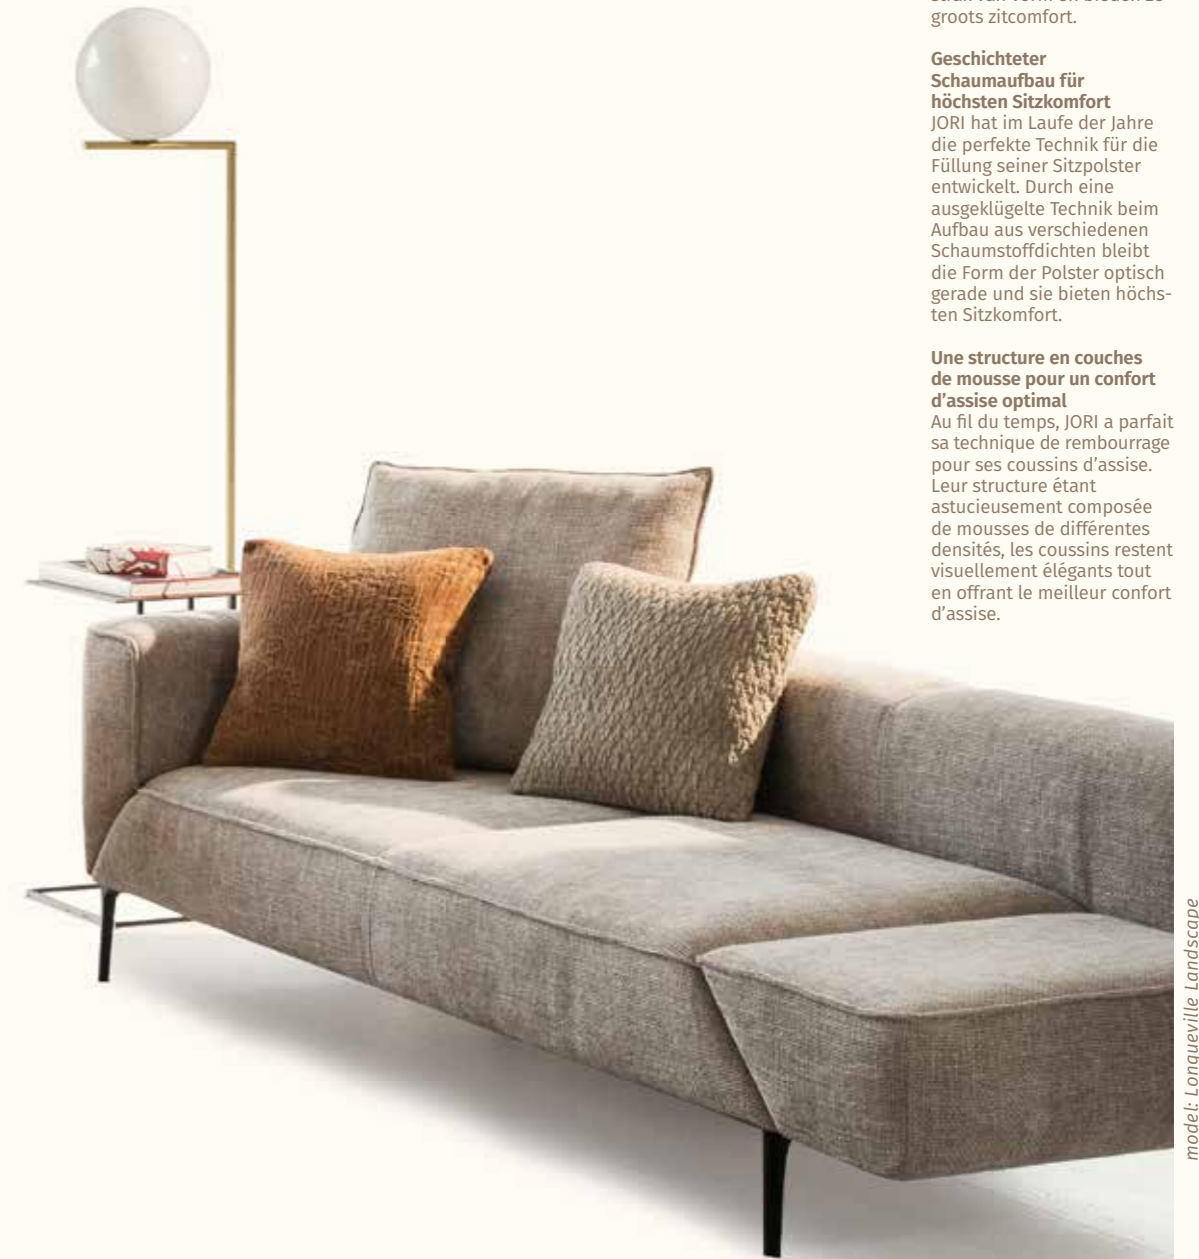 groots zitcomfort.
Geschichteter
Schaumaufbau für
höchsten Sitzkomfort
JORI hat im Laufe der Jahre
die perfekte Technik für die
Füllung seiner Sitzpolster
entwickelt. Durch eine
ausgeklügelte Technik beim
Aufbau aus verschiedenen
Schaumstoffdichten bleibt
die Form der Polster optisch
gerade und sie bieten höchs-
ten Sitzkomfort.
Une structure en couches
de mousse pour un confort
d’assise optimal
Au fil du temps, JORI a parfait
sa technique de rembourrage
pour ses coussins d’assise.
Leur structure étant
astucieusement composée
de mousses de différentes
densités, les coussins restent
visuellement élégants tout
en offrant le meilleur confort
d’assise.
model: Longueville Landscape